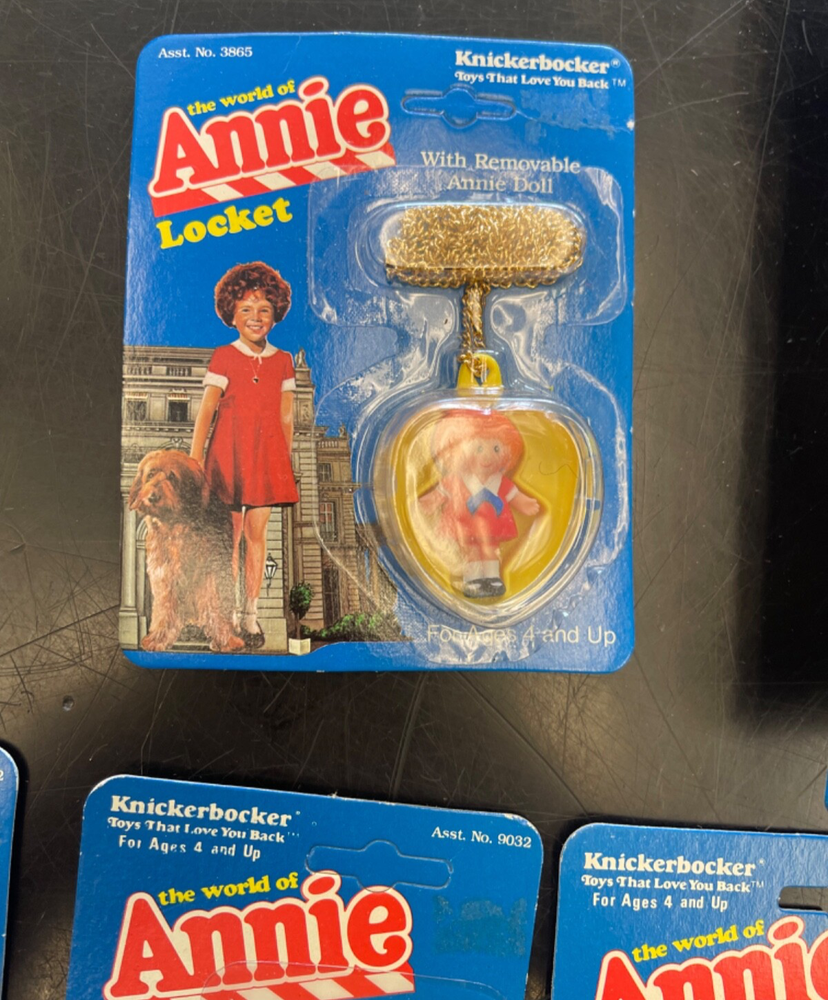 Asst. No. 3865
Knickerbocker®
Toys That Love You Back™
the world of
Annie
Locket
With Removable
Annie Doll
For Ages 4 and Up
2
Knickerbocker
Toys That Love You Back™
For Ages 4 and Up
Asst. No. 9032
the world of
Annie
Knickerbocker
Toys That Love You Back™
For Ages 4 and Up
the world of
Annie